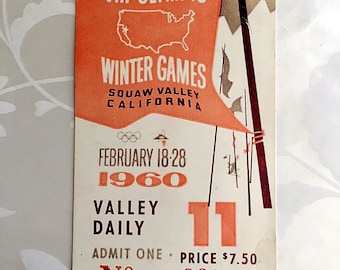 WINTER GAMES
SQUAW VALLEY
CALIFORNIA
FEBRUARY 18-28
1960
VALLEY
DAILY
11
ADMIT ONE · PRICE $7.50